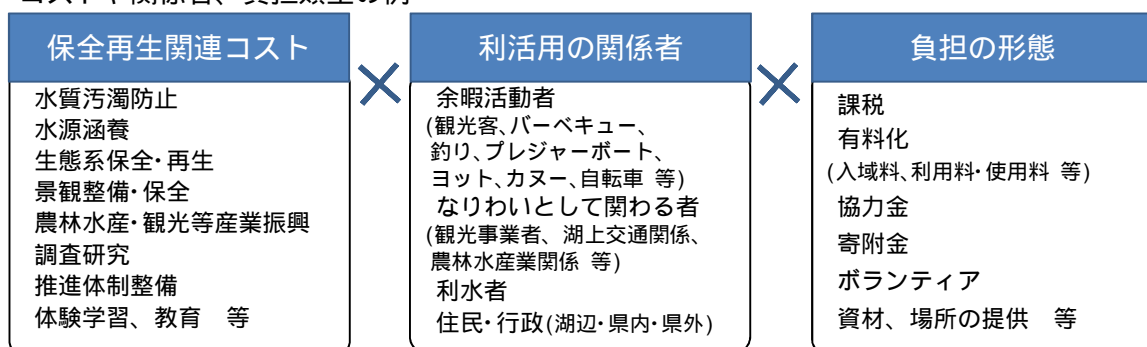 保全再生関連コスト
水質汚濁防止
水源涵養
生態系保全・再生
景観整備・保全
農林水産・観光等産業振興
調査研究
推進体制整備
体験学習、教育　等
×
利活用の関係者
余暇活動者
(観光客、バーベキュー、
釣り、プレジャーボート、
ヨット、カヌー、自転車 等)
なりわいとして関わる者
(観光事業者、湖上交通関係、
農林水産業関係 等)
利水者
住民・行政(湖辺・県内・県外)
×
負担の形態
課税
有料化
(入域料、利用料・使用料 等)
協力金
寄附金
ボランティア
資材、場所の提供　等